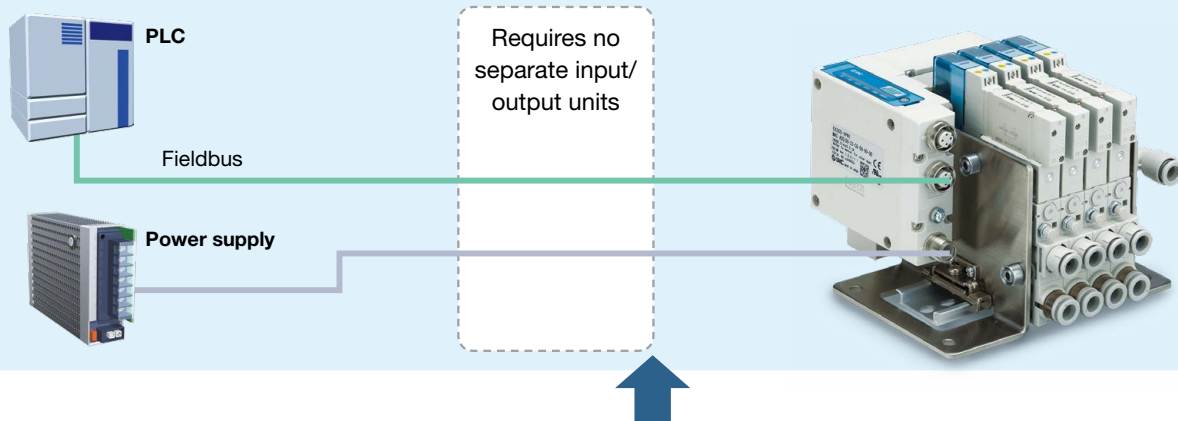 PLC
Requires no
separate input/
output units
Fieldbus
Power supply